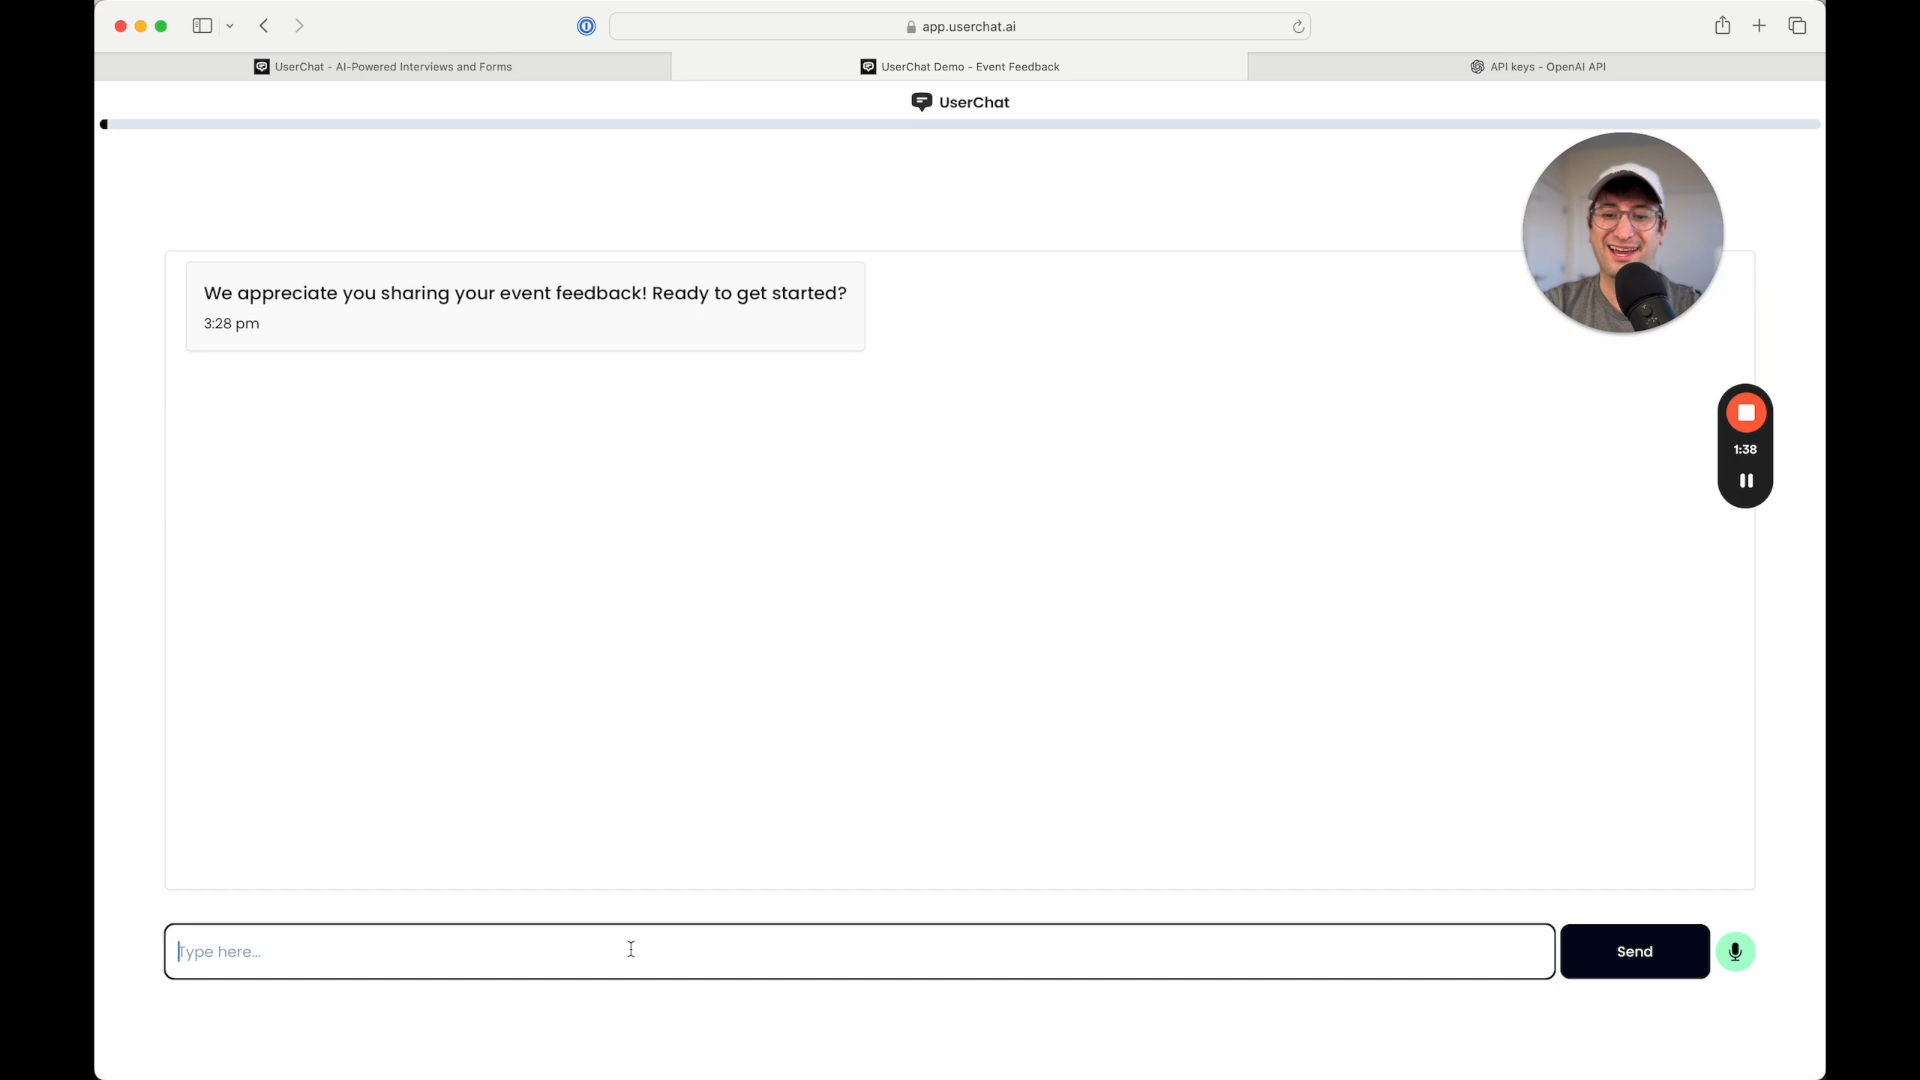 app.userchat.ai
UserChat - AI-Powered Interviews and Forms
UserChat Demo - Event Feedback
API keys - OpenAI API
UserChat
We appreciate you sharing your event feedback! Ready to get started?
3:28 pm
1:38
Type here...
Send